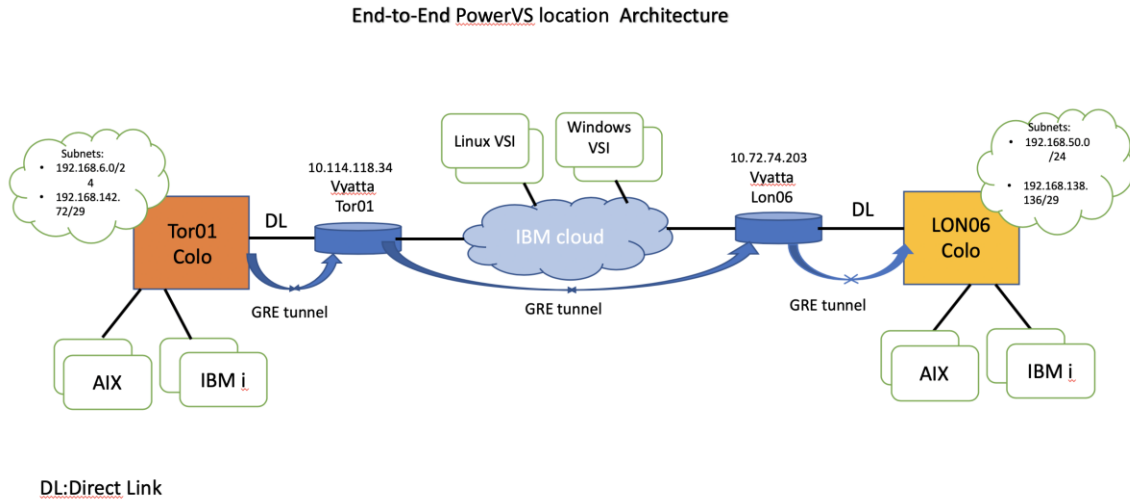 End-to-End PowerVS location Architecture
Subnets:
• 192.168.6.0/2
4
• 192.168.142.
72/29
Tor01
Colo
DL
10.114.118.34
Vyatta
Tor01
Linux VSI
Windows
VSI
IBM cloud
10.72.74.203
Vyatta
Lon06
DL
LON06
Colo
Subnets:
• 192.168.50.0
/24
• 192.168.138.
136/29
GRE tunnel
GRE tunnel
GRE tunnel
AIX
IBM i
AIX
IBM i
DL:Direct Link